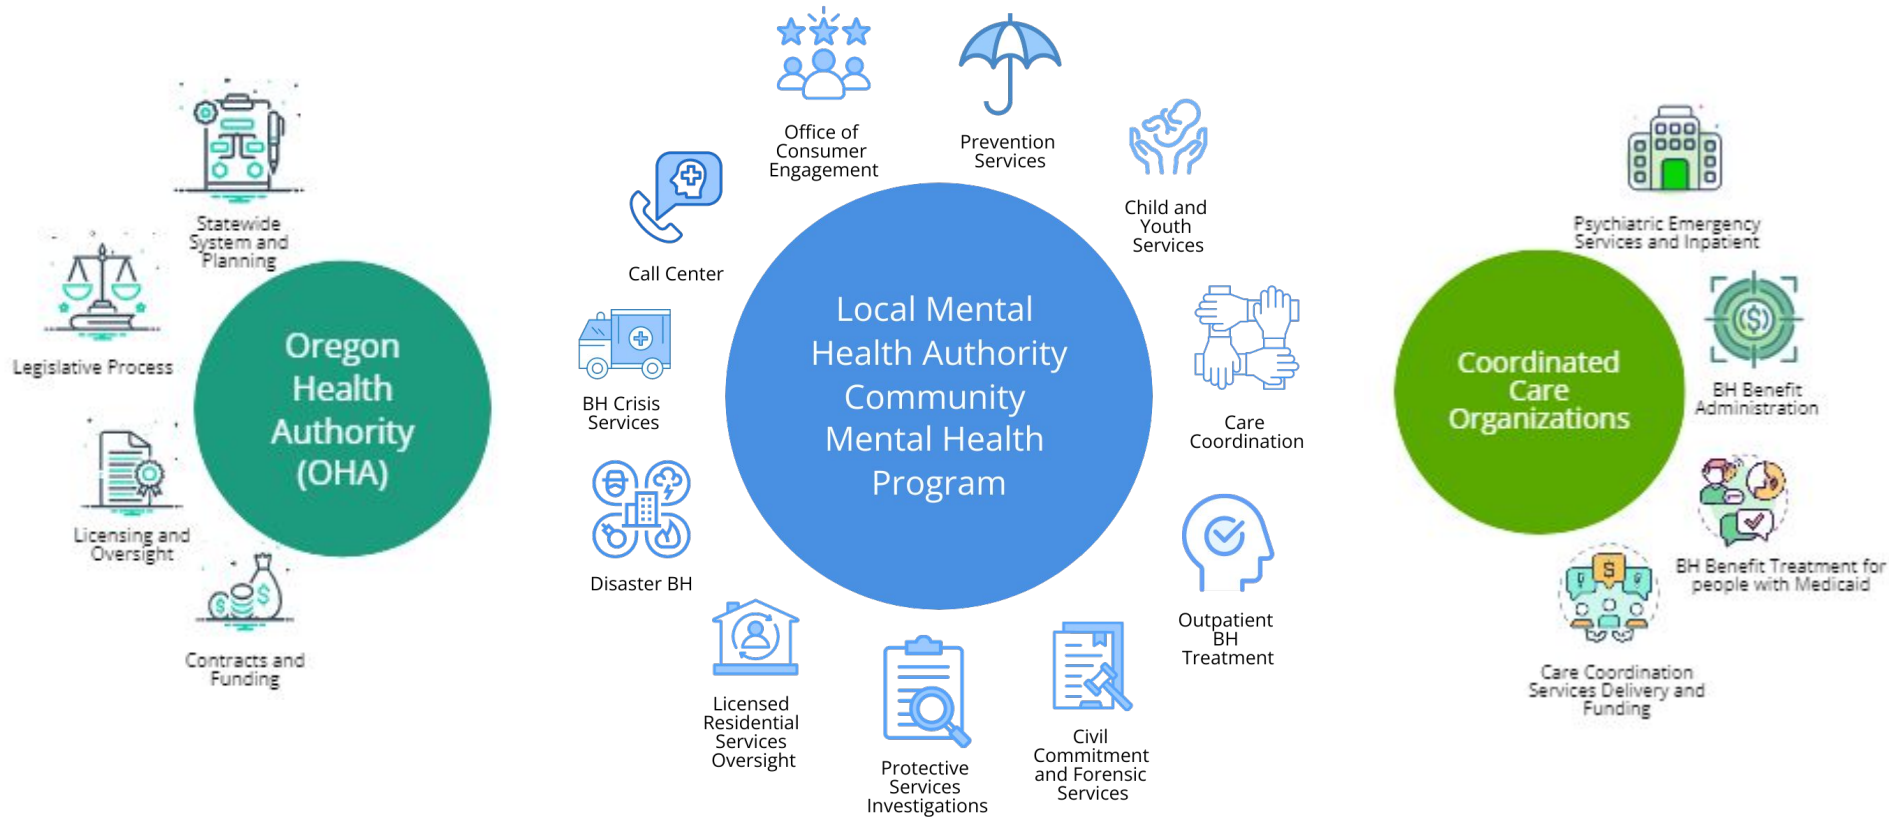 Statewide
System and
Planning
Legislative Process
Licensing and
Oversight
Contracts and
Funding
Oregon
Health
Authority
(OHA)
Office of
Consumer
Engagement
Prevention
Services
Child and
Youth
Services
Call Center
BH Crisis
Services
Disaster BH
Licensed
Residential
Services
Oversight
Protective
Services
Investigations
Civil
Commitment
and Forensic
Services
Outpatient
BH
Treatment
Care
Coordination
Local Mental
Health Authority
Community
Mental Health
Program
Psychiatric Emergency
Services and Inpatient
BH Benefit
Administration
BH Benefit Treatment for
people with Medicaid
Care Coordination
Services Delivery and
Funding
Coordinated
Care
Organizations